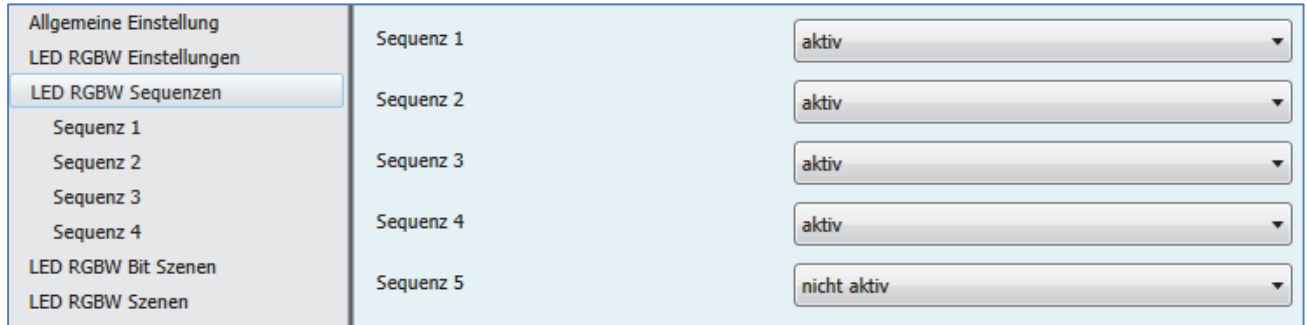 Allgemeine Einstellung
LED RGBW Einstellungen
LED RGBW Sequenzen
Sequenz 1
Sequenz 2
Sequenz 3
Sequenz 4
LED RGBW Bit Szenen
LED RGBW Szenen
Sequenz 1 aktiv
Sequenz 2 aktiv
Sequenz 3 aktiv
Sequenz 4 aktiv
Sequenz 5 nicht aktiv